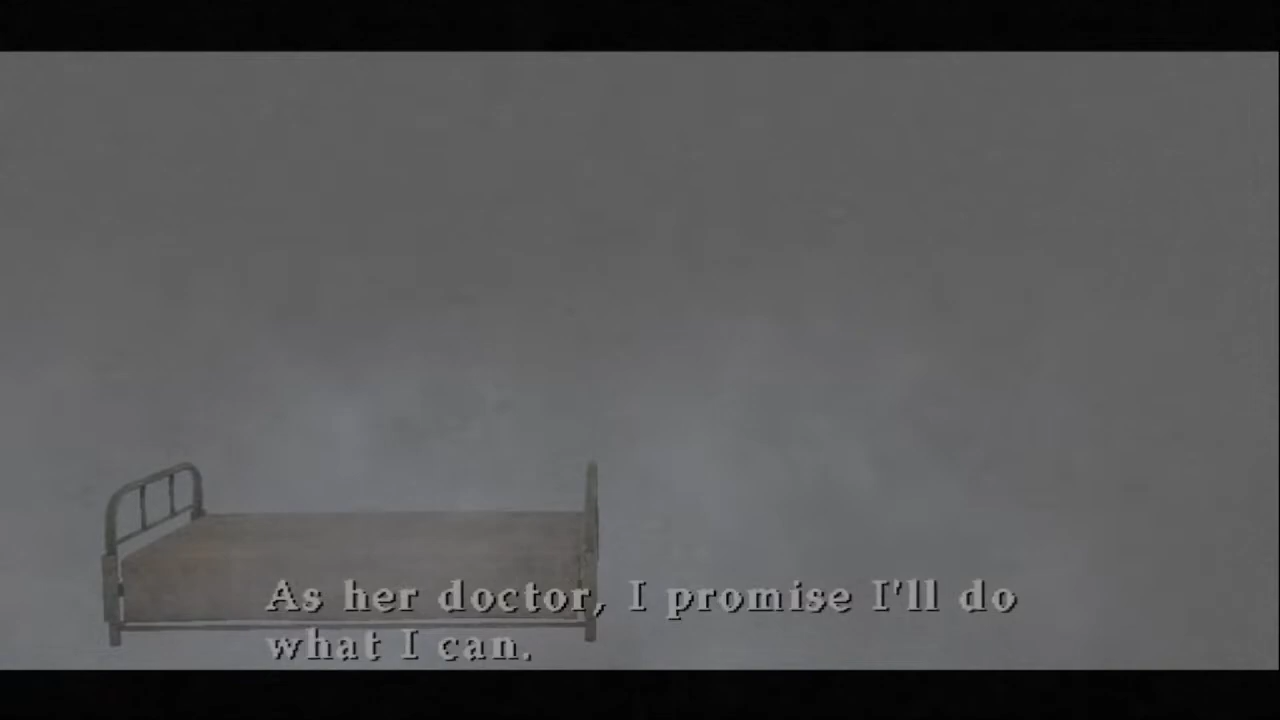 As her doctor, I promise I'll do
what I can.